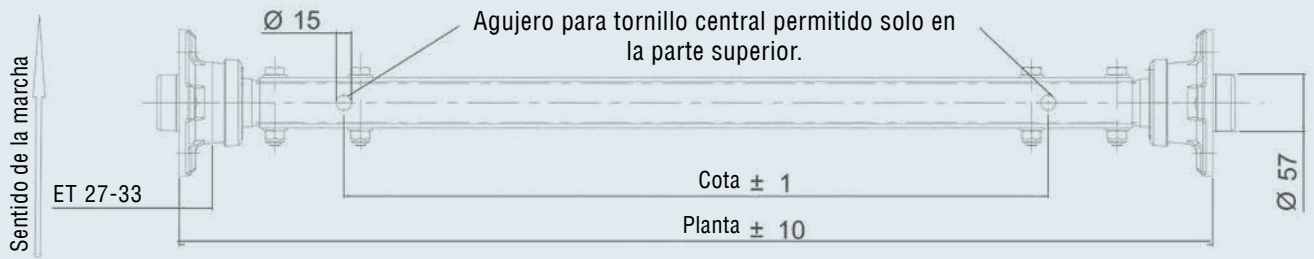 Ø 15
Agujero para tornillo central permitido solo en
la parte superior.
Sentido de la marcha
ET 27-33
Cota ± 1
Planta ± 10
Ø 57